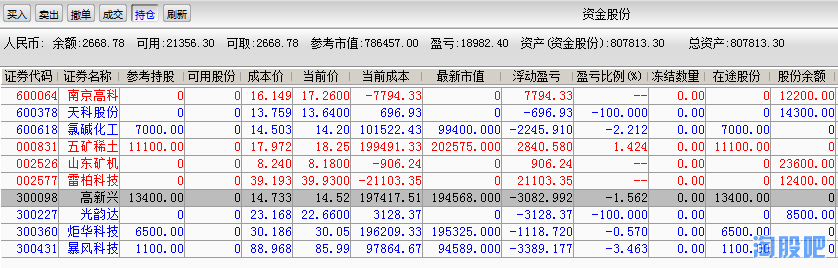 买入 卖出 撤单 成交 持仓 刷新 资金股份
人民币: 余额:2668.78 可用:21356.30 可取:2668.78 参考市值:786457.00 盈亏:18982.40 资产(资金股份):807813.30 总资产:807813.30
证券代码 证券名称 参考持股 可用股份 成本价 当前价 当前成本 最新市值 浮动盈亏 盈亏比例(%) 冻结数量 在途股份 股份余额
600064 南京高科 0 0 16.149 17.2600 -7794.33 0 7794.33 -- 0.00 0 12200.00
600378 天科股份 0 0 13.759 13.6400 696.93 0 -696.93 -100.000 0.00 0 14300.00
600618 氯碱化工 7000.00 0 14.503 14.20 101522.43 99400.000 -2245.910 -2.212 0.00 7000.00 0
000831 五矿稀土 11100.00 0 17.972 18.25 199491.33 202575.000 2840.580 1.424 0.00 11100.00 0
002526 山东矿机 0 0 8.240 8.1800 -906.24 0 906.24 -- 0.00 0 23600.00
002577 雷柏科技 0 0 39.193 39.9300 -21103.35 0 21103.35 -- 0.00 0 12400.00
300098 高新兴 13400.00 0 14.733 14.52 197417.51 194568.000 -3082.992 -1.562 0.00 13400.00 0
300227 光韵达 0 0 23.168 22.6600 3128.37 0 -3128.37 -100.000 0.00 0 8500.00
300360 炬华科技 6500.00 0 30.186 30.05 196209.33 195325.000 -1118.720 -0.570 0.00 6500.00 0
300431 暴风科技 1100.00 0 88.968 85.99 97864.67 94589.000 -3389.177 -3.463 0.00 1100.00 0
淘股吧